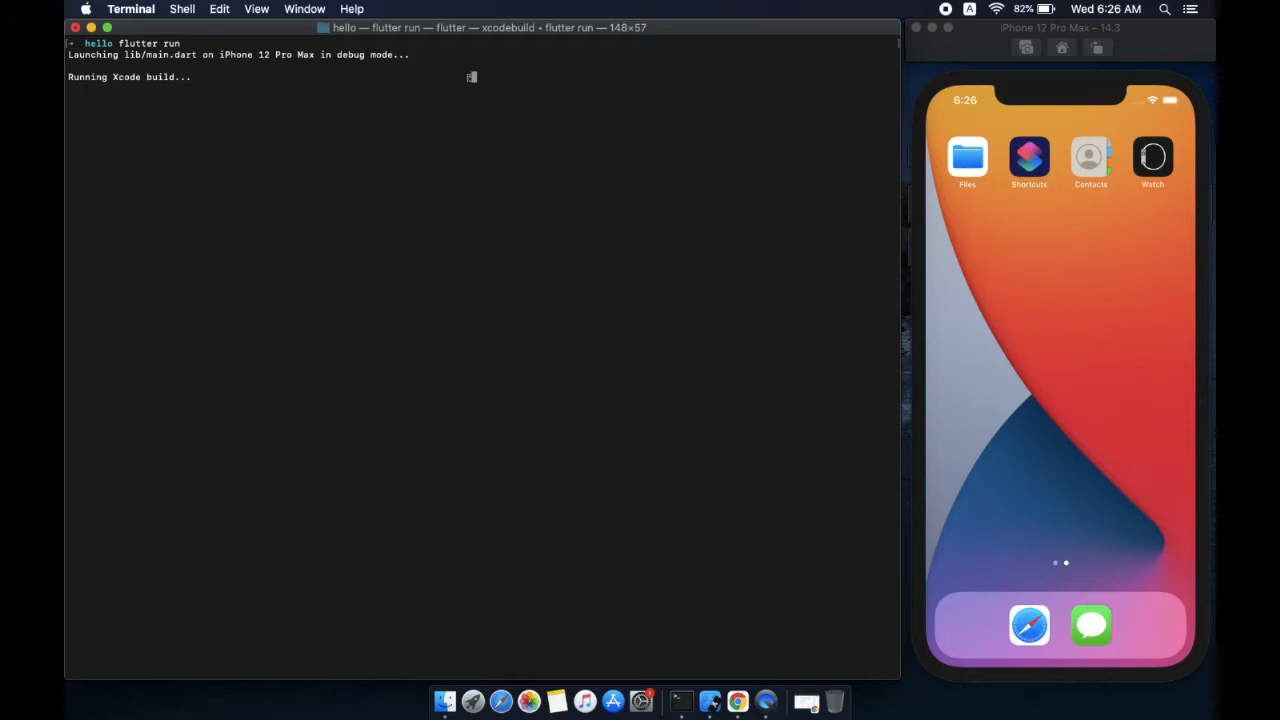 Terminal Shell Edit View Window Help
A 82% Wed 6:26 AM
hello — flutter run — flutter — xcodebuild • flutter run — 148×57
iPhone 12 Pro Max – 14.3
hello flutter run
Launching lib/main.dart on iPhone 12 Pro Max in debug mode...
Running Xcode build...
6:26
Files Shortcuts Contacts Watch
1